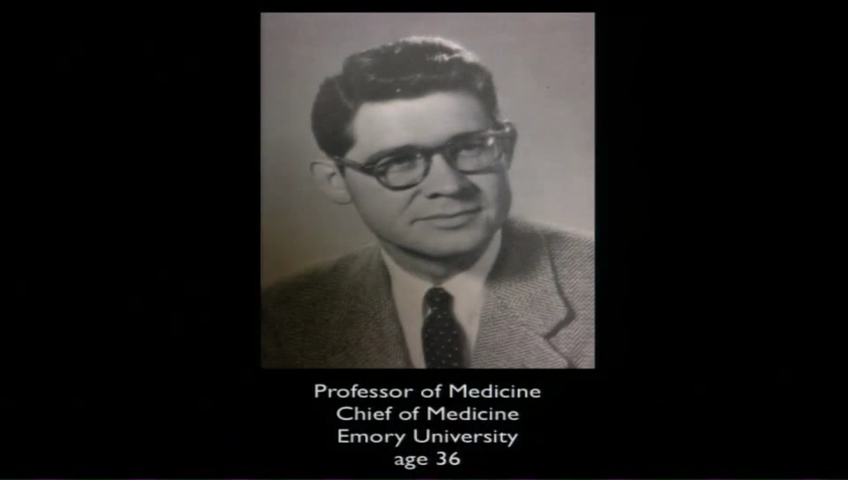 Professor of Medicine
Chief of Medicine
Emory University
age 36